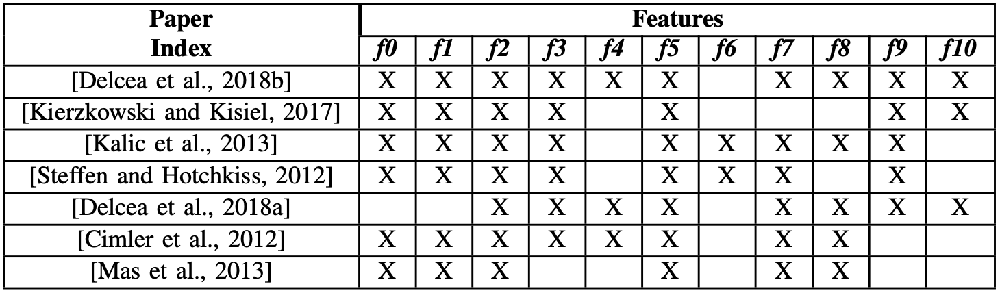 Paper Features
Index f0 f1 f2 f3 f4 f5 f6 f7 f8 f9 f10
[Delcea et al., 2018b] X X X X X X X X X X
[Kierzkowski and Kisiel, 2017] X X X X X X X
[Kalic et al., 2013] X X X X X X X X X
[Steffen and Hotchkiss, 2012] X X X X X X X X
[Delcea et al., 2018a] X X X X X X X X
[Cimler et al., 2012] X X X X X X X X
[Mas et al., 2013] X X X X X X